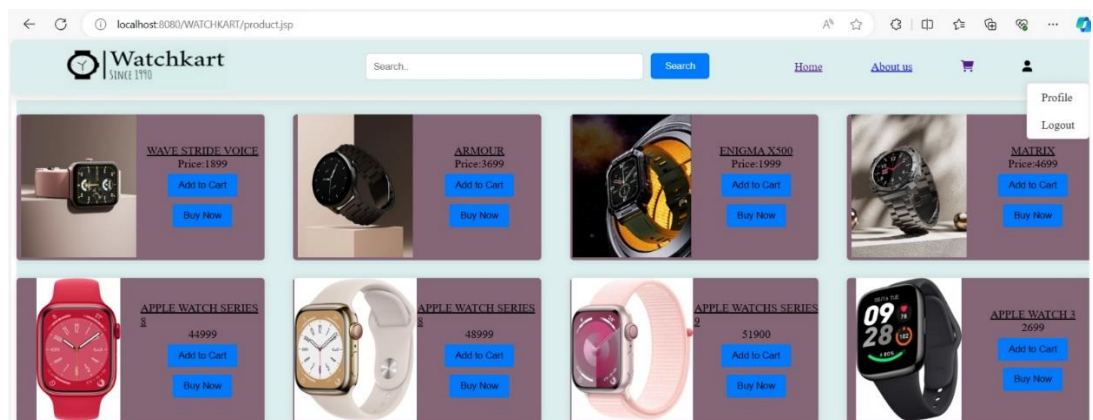 localhost:8080/WATCHKART/product.jsp
Watchkart
SINCE 1990
Search..
Search
Home
About us
Profile
Logout
WAVE STRIDE VOICE
Price:1899
Add to Cart
Buy Now
ARMOUR
Price:3699
Add to Cart
Buy Now
ENIGMA X500
Price:1999
Add to Cart
Buy Now
MATRIX
Price:4699
Add to Cart
Buy Now
APPLE WATCH SERIES
8
44999
Add to Cart
Buy Now
APPLE WATCH SERIES
8
48999
Add to Cart
Buy Now
APPLE WATCHS SERIES
9
51900
Add to Cart
Buy Now
09
28
APPLE WATCH 3
2699
Add to Cart
Buy Now